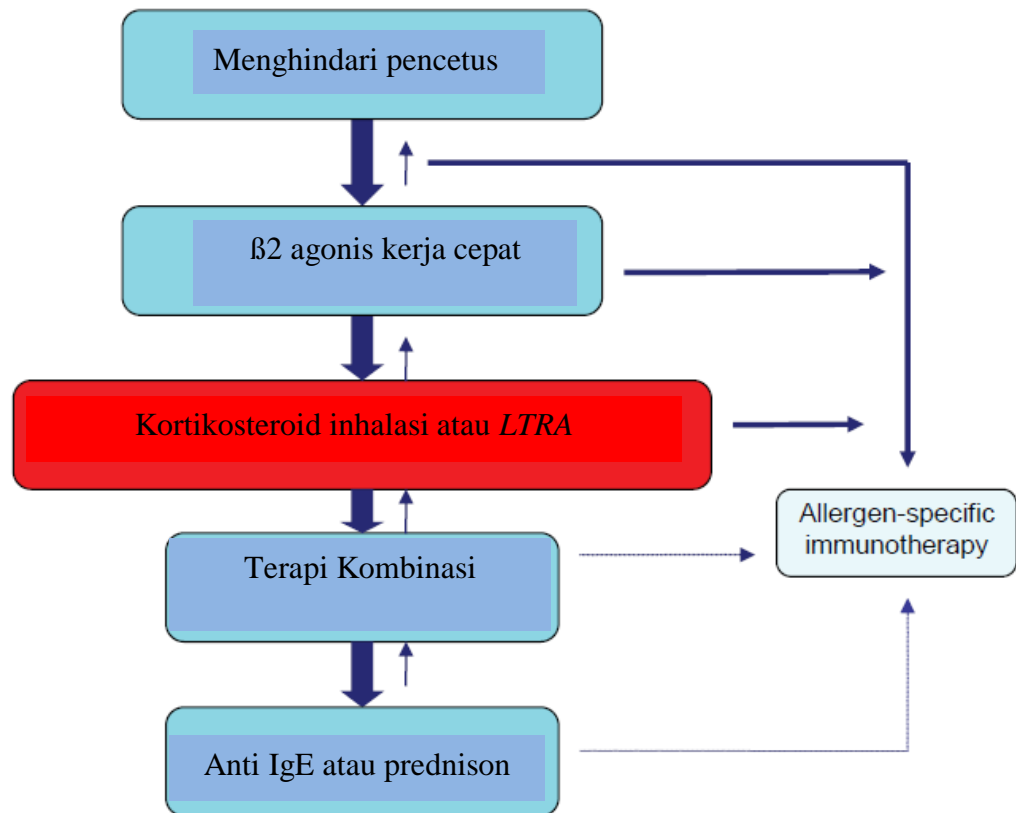 Menghindari pencetus
ß2 agonis kerja cepat
Kortikosteroid inhalasi atau LTRA
Allergen-specific
immunotherapy
Terapi Kombinasi
Anti IgE atau prednison